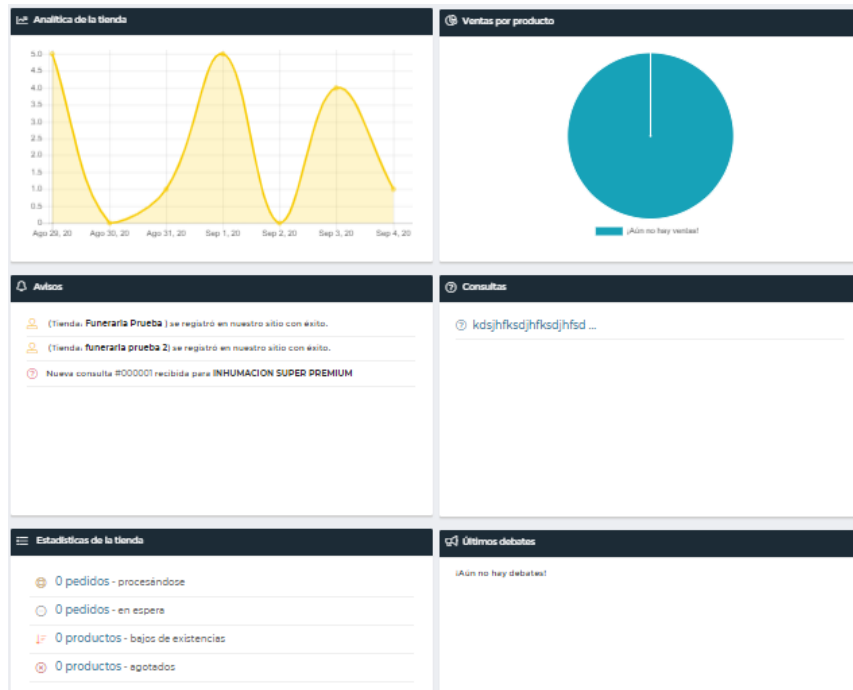 Analítica de la tienda
5.0
4.5
4.0
3.5
3.0
2.5
2.0
1.5
1.0
0.5
0
Ago 29, 20 Ago 30, 20 Ago 31, 20 Sep 1, 20 Sep 2, 20 Sep 3, 20 Sep 4, 20
Ventas por producto
¡Aún no hay ventas!
Avisos
(Tienda: Funeraria Prueba ) se registró en nuestro sitio con éxito.
(Tienda: funeraria prueba 2) se registró en nuestro sitio con éxito.
Nueva consulta #000001 recibida para INHUMACION SUPER PREMIUM
Consultas
kdsjhfksdjhfksdjhfsd ...
Estadísticas de la tienda
0 pedidos - procesándose
0 pedidos - en espera
0 productos - bajos de existencias
0 productos - agotados
Últimos debates
¡Aún no hay debates!